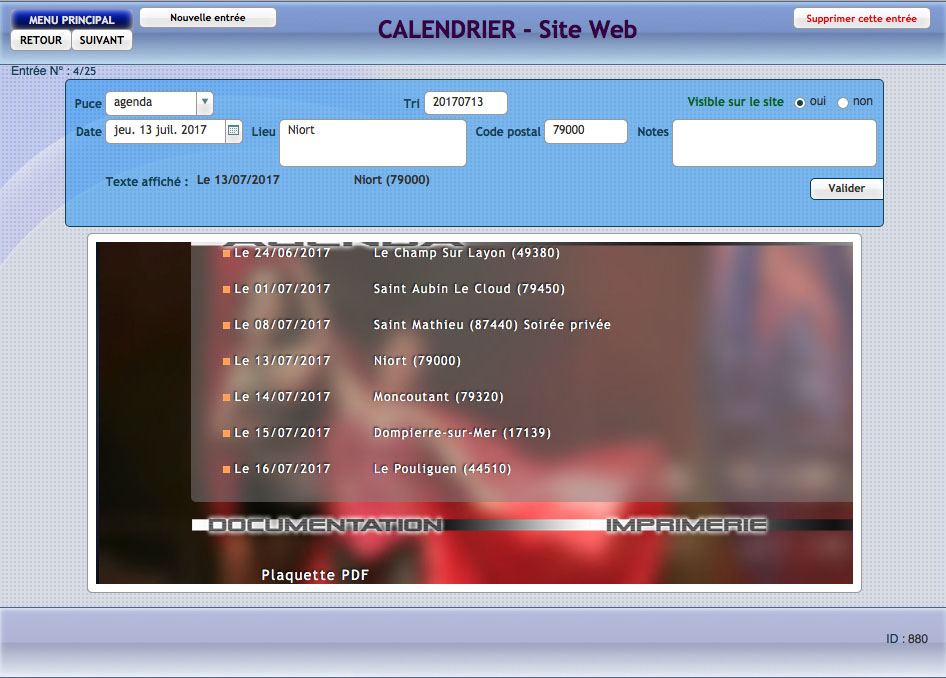 MENU PRINCIPAL
Nouvelle entrée
CALENDRIER - Site Web
Supprimer cette entrée
RETOUR SUIVANT
Entrée N° : 4/25
Puce agenda Tri 20170713 Visible sur le site oui non
Date jeu. 13 juil. 2017 Lieu Niort Code postal 79000 Notes
Texte affiché : Le 13/07/2017 Niort (79000)
Valider
AGENDA
Le 24/06/2017 Le Champ Sur Layon (49380)
Le 01/07/2017 Saint Aubin Le Cloud (79450)
Le 08/07/2017 Saint Mathieu (87440) Soirée privée
Le 13/07/2017 Niort (79000)
Le 14/07/2017 Moncoutant (79320)
Le 15/07/2017 Dompierre-sur-Mer (17139)
Le 16/07/2017 Le Pouliguen (44510)
DOCUMENTATION IMPRIMERIE
Plaquette PDF
ID : 880